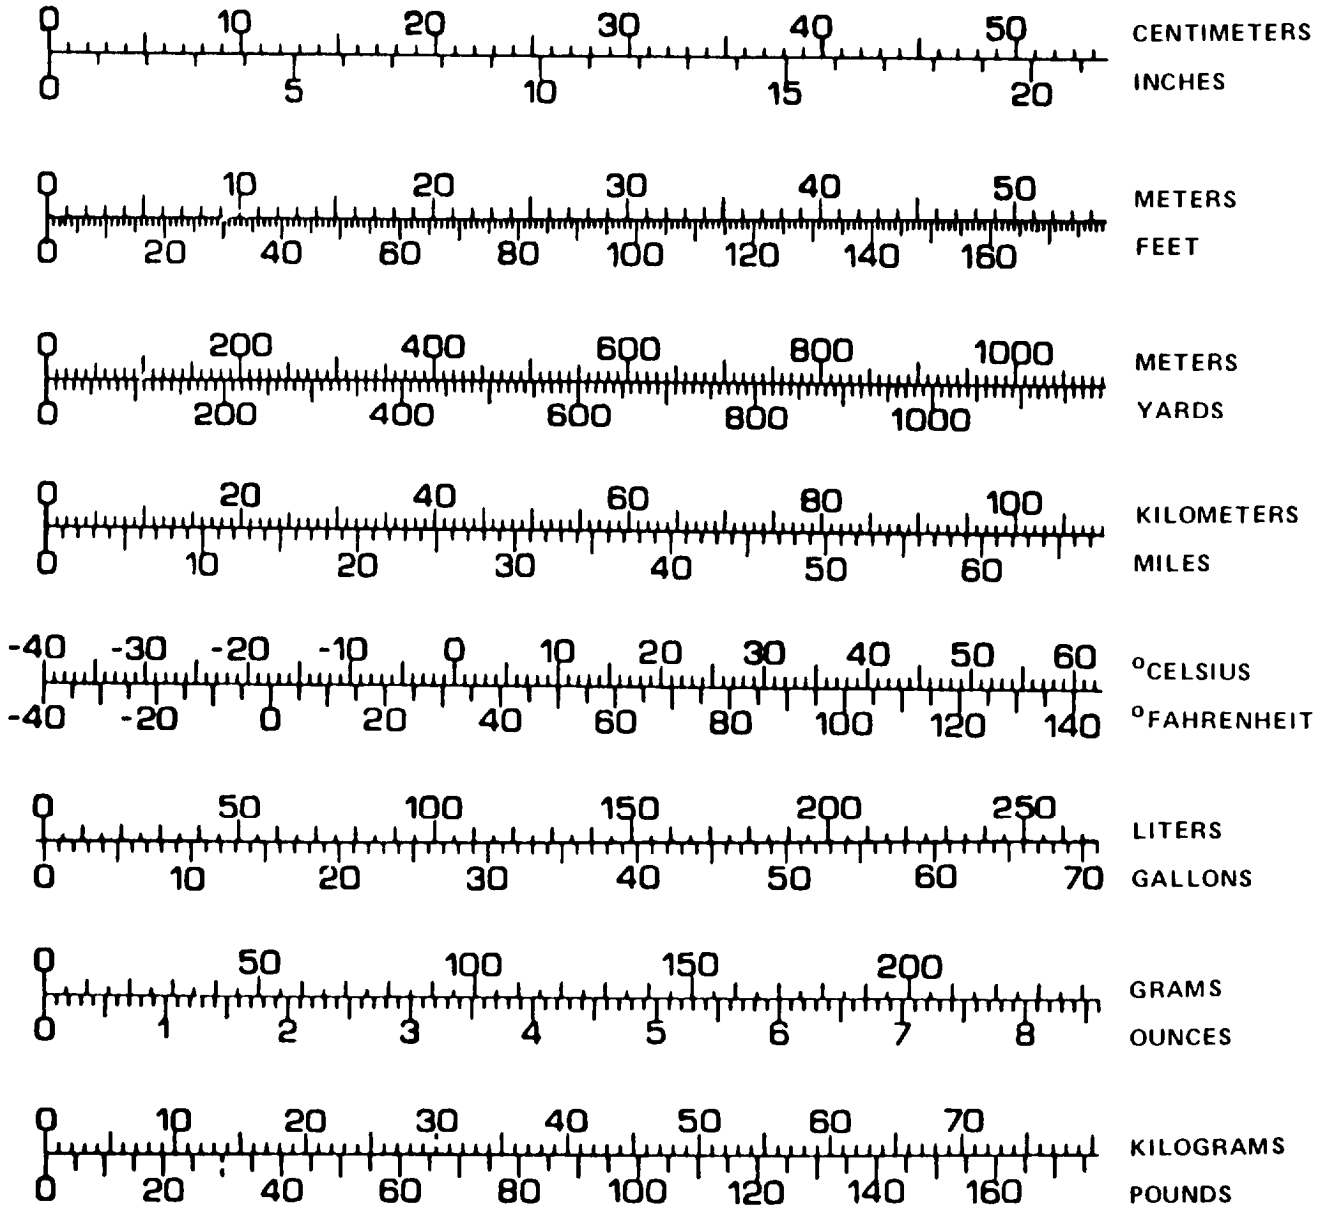 0 10 20 30 40 50 CENTIMETERS
0 5 10 15 20 INCHES
0 10 20 30 40 50 METERS
0 20 40 60 80 100 120 140 160 FEET
0 200 400 600 800 1000 METERS
0 200 400 600 800 1000 YARDS
0 20 40 60 80 100 KILOMETERS
0 10 20 30 40 50 60 MILES
-40 -30 -20 -10 0 10 20 30 40 50 60 °CELSIUS
-40 -20 0 20 40 60 80 100 120 140 °FAHRENHEIT
0 50 100 150 200 250 LITERS
0 10 20 30 40 50 60 70 GALLONS
0 50 100 150 200 GRAMS
0 1 2 3 4 5 6 7 8 OUNCES
0 10 20 30 40 50 60 70 KILOGRAMS
0 20 40 60 80 100 120 140 160 POUNDS